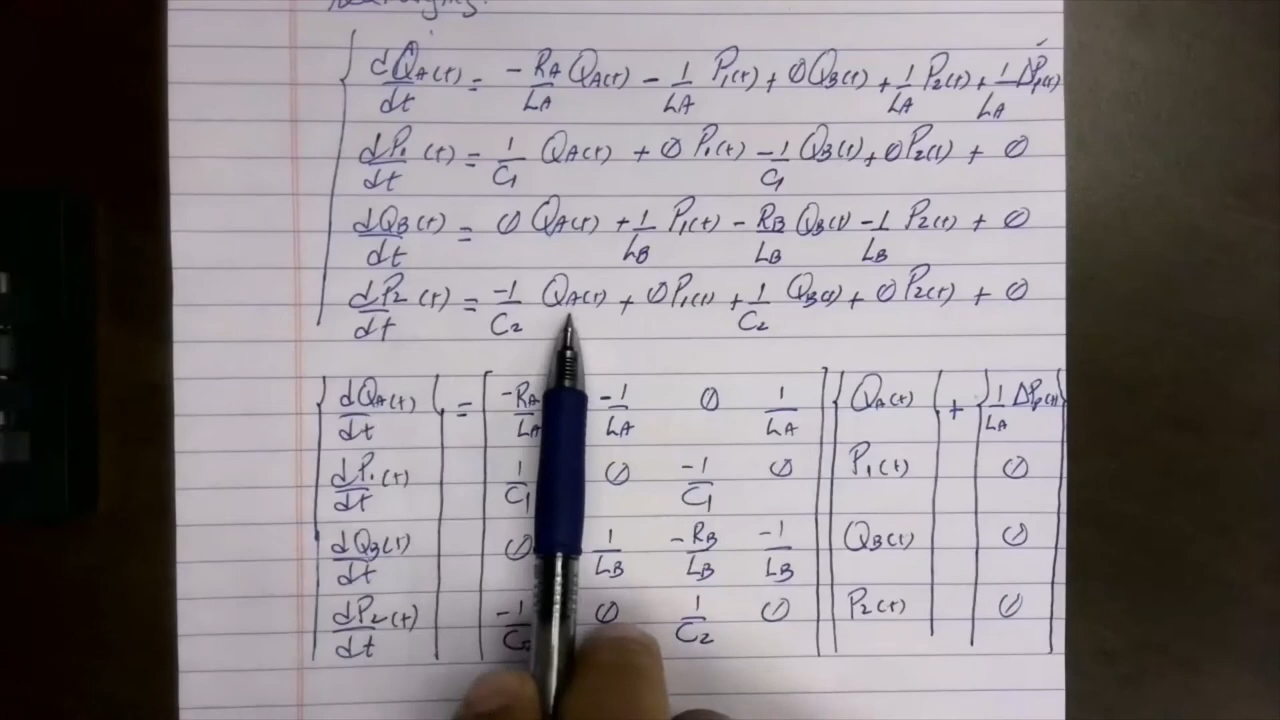 rearranging:
dQA(t)/dt = -RA/LA QA(t) - 1/LA P1(t) + 0 QB(t) + 1/LA P2(t) + 1/LA ΔPp(t)
dP1/dt (t) = 1/C1 QA(t) + 0 P1(t) - 1/C1 QB(t) + 0 P2(t) + 0
dQB(t)/dt = 0 QA(t) + 1/LB P1(t) - RB/LB QB(t) - 1/LB P2(t) + 0
dP2/dt (t) = -1/C2 QA(t) + 0 P1(t) + 1/C2 QB(t) + 0 P2(t) + 0
dQA(t)/dt = -RA/LA -1/LA 0 1/LA QA(t) + 1/LA ΔPp(t)
dP1(t)/dt 1/C1 0 -1/C1 0 P1(t) 0
dQB(t)/dt 0 1/LB -RB/LB -1/LB QB(t) 0
dP2(t)/dt -1/C2 0 1/C2 0 P2(t) 0